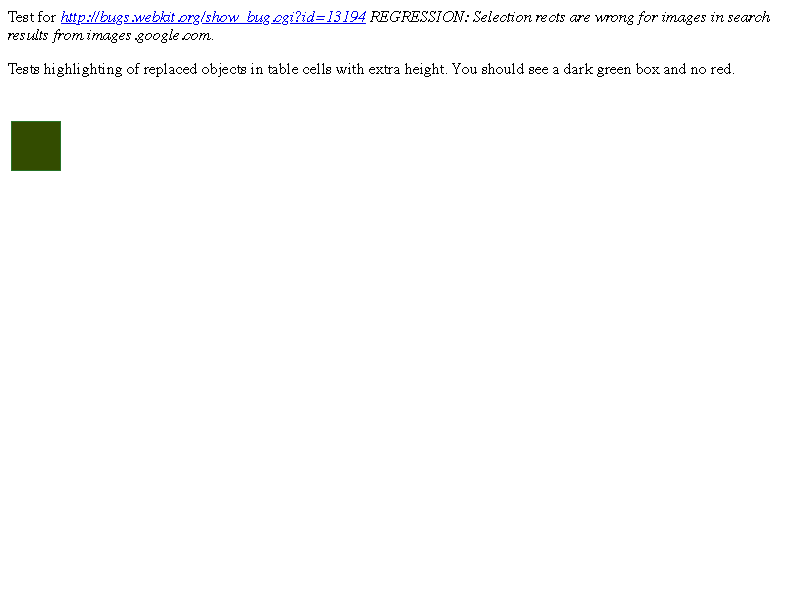 Test for http://bugs.webkit.org/show_bug.cgi?id=13194 REGRESSION: Selection rects are wrong for images in search
results from images.google.com.
Tests highlighting of replaced objects in table cells with extra height. You should see a dark green box and no red.